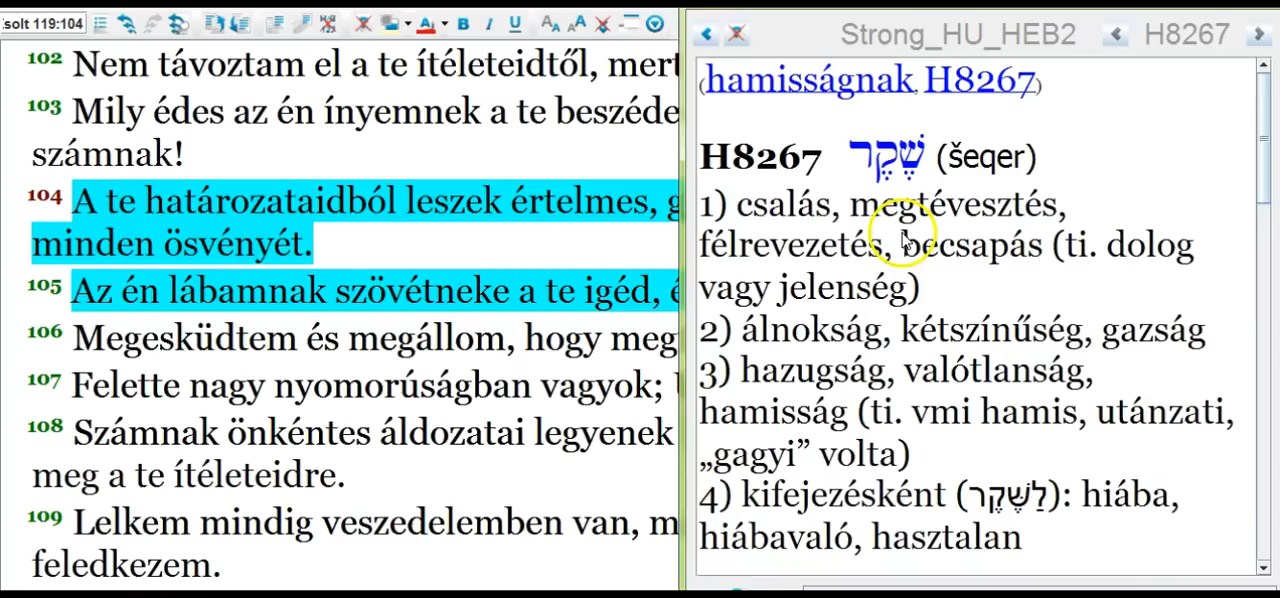 solt 119:104
102 Nem távoztam el a te ítéleteidtől, mert
103 Mily édes az én ínyemnek a te beszéde
számnak!
104 A te határozataidból leszek értelmes, g
minden ösvényét.
105 Az én lábamnak szövétneke a te igéd, é
106 Megesküdtem és megállom, hogy meg
107 Felette nagy nyomorúságban vagyok;
108 Számnak önkéntes áldozatai legyenek
meg a te ítéleteidre.
109 Lelkem mindig veszedelemben van, m
feledkezem.
Strong_HU_HEB2 H8267
(hamisságnak, H8267)
H8267 שֶׁקֶר (šeqer)
1) csalás, megtévesztés,
félrevezetés, becsapás (ti. dolog
vagy jelenség)
2) álnokság, kétszínűség, gazság
3) hazugság, valótlanság,
hamisság (ti. vmi hamis, utánzati,
„gagyi” volta)
4) kifejezésként (לַשֶּׁקֶר): hiába,
hiábavaló, hasztalan